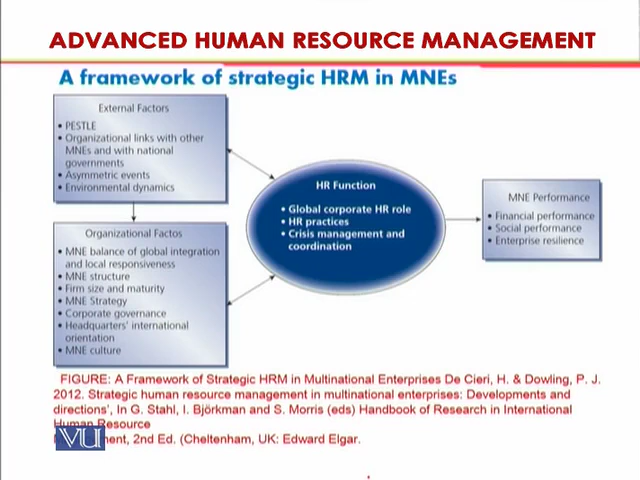 ADVANCED HUMAN RESOURCE MANAGEMENT
A framework of strategic HRM in MNEs
External Factors
• PESTLE
• Organizational links with other
MNEs and with national
governments
• Asymmetric events
• Environmental dynamics
Organizational Factos
• MNE balance of global integration
and local responsiveness
• MNE structure
• Firm size and maturity
• MNE Strategy
• Corporate governance
• Headquarters' international
orientation
• MNE culture
HR Function
• Global corporate HR role
• HR practices
• Crisis management and
coordination
MNE Performance
• Financial performance
• Social performance
• Enterprise resilience
FIGURE: A Framework of Strategic HRM in Multinational Enterprises De Cieri, H. & Dowling, P. J.
2012. Strategic human resource management in multinational enterprises: Developments and
directions', In G. Stahl, I. Björkman and S. Morris (eds) Handbook of Research in International
Human Resource
2nd Ed. (Cheltenham, UK: Edward Elgar.
VU